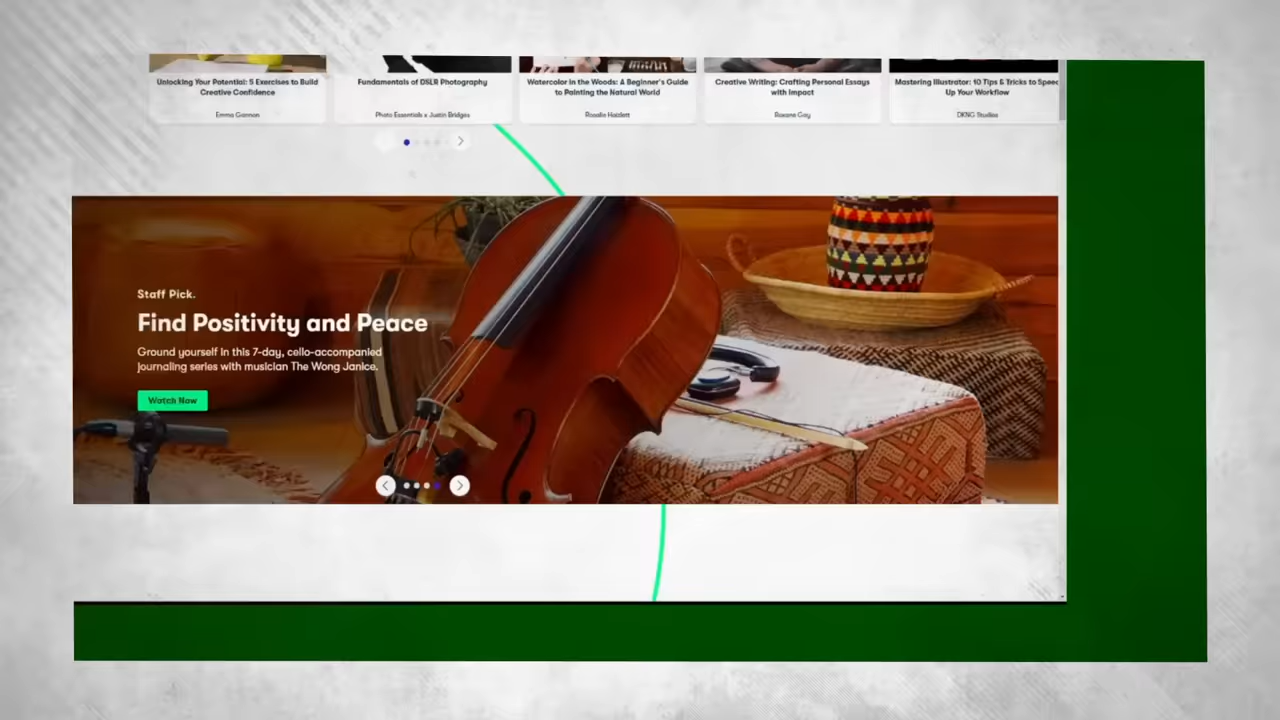 Unlocking Your Potential: 5 Exercises to Build
Creative Confidence
Emma Gannon
Fundamentals of DSLR Photography
Photo Essentials x Justin Bridges
Watercolor in the Woods: A Beginner's Guide
to Painting the Natural World
Rosalie Haizlett
Creative Writing: Crafting Personal Essays
with Impact
Roxane Gay
Mastering Illustrator: 10 Tips & Tricks to Speed
Up Your Workflow
DKNG Studios
Staff Pick.
Find Positivity and Peace
Ground yourself in this 7-day, cello-accompanied
journaling series with musician The Wong Janice.
Watch Now